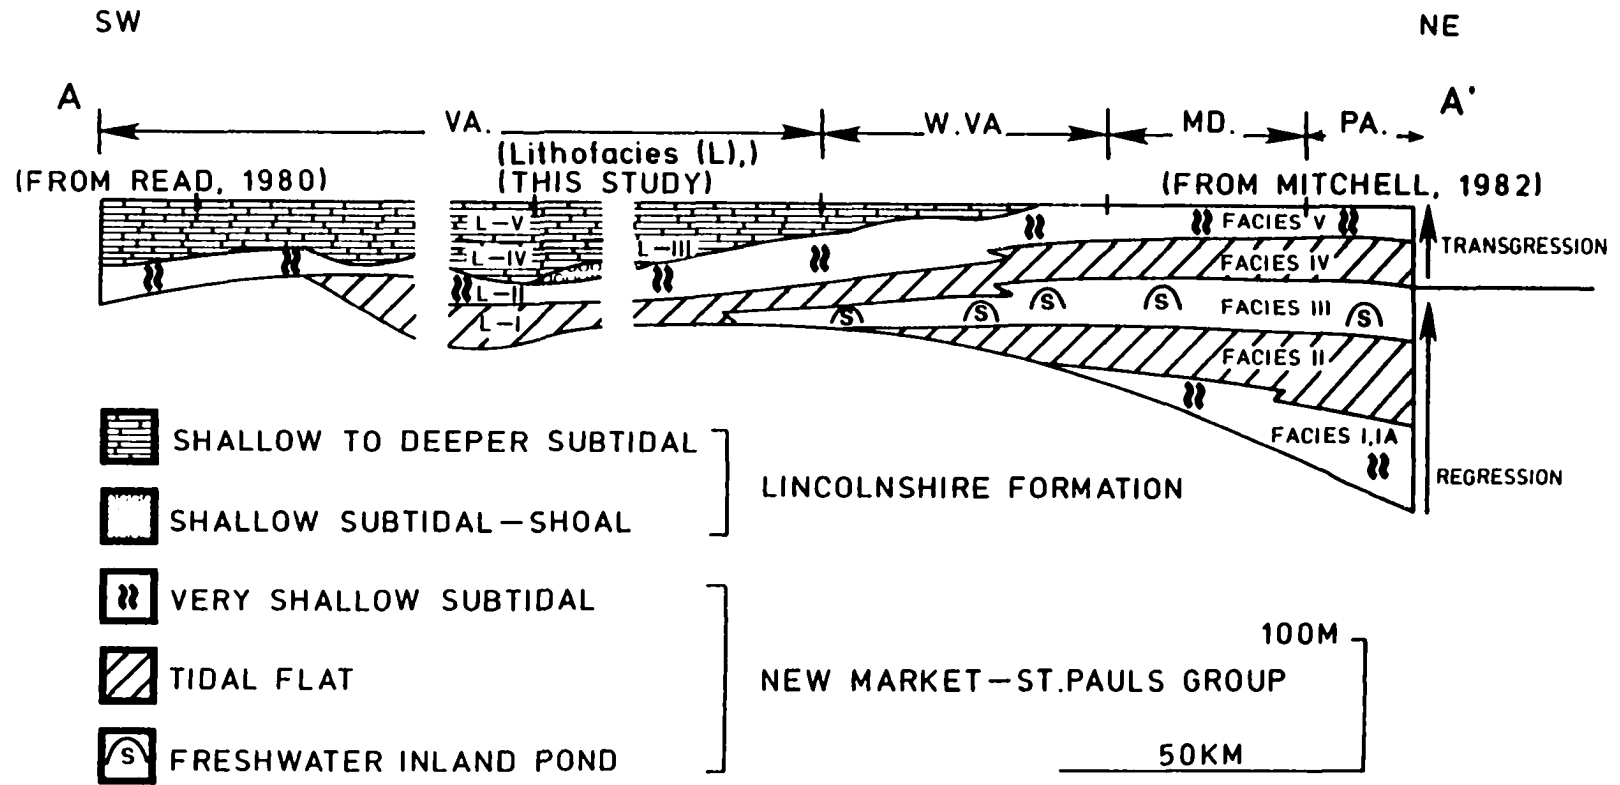 SW
NE
A
A'
VA.
W.VA
MD.
PA.
(Lithofacies (L),)
(FROM READ, 1980)
(THIS STUDY)
(FROM MITCHELL, 1982)
L-V
L-III
L-IV
L-II
L-I
FACIES V
TRANSGRESSION
FACIES IV
S
S
S
S
FACIES III
S
FACIES II
FACIES I,IA
REGRESSION
SHALLOW TO DEEPER SUBTIDAL
LINCOLNSHIRE FORMATION
SHALLOW SUBTIDAL-SHOAL
VERY SHALLOW SUBTIDAL
100M
TIDAL FLAT
NEW MARKET-ST.PAULS GROUP
S
FRESHWATER INLAND POND
50KM